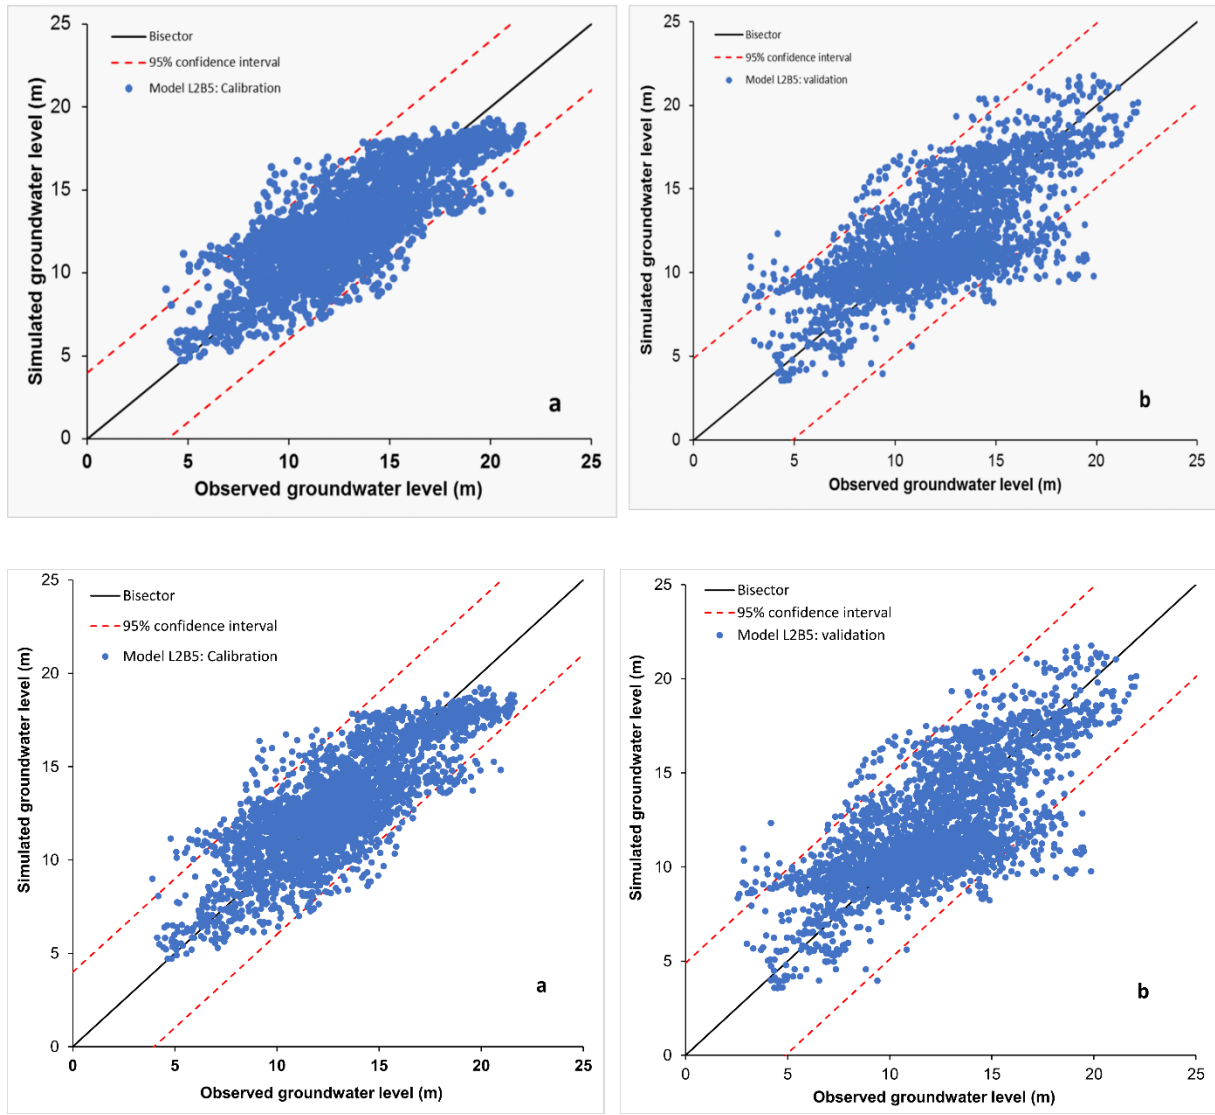 25
20
15
10
5
0
Simulated groundwater level (m)
Bisector
95% confidence interval
Model L2B5: Calibration
a
0 5 10 15 20 25
Observed groundwater level (m)
25
20
15
10
5
0
Simulated groundwater level (m)
Bisector
95% confidence interval
Model L2B5: validation
b
0 5 10 15 20 25
Observed groundwater level (m)
25
20
15
10
5
0
Simulated groundwater level (m)
Bisector
95% confidence interval
Model L2B5: Calibration
a
0 5 10 15 20 25
Observed groundwater level (m)
25
20
15
10
5
0
Simulated groundwater level (m)
Bisector
95% confidence interval
Model L2B5: validation
b
0 5 10 15 20 25
Observed groundwater level (m)